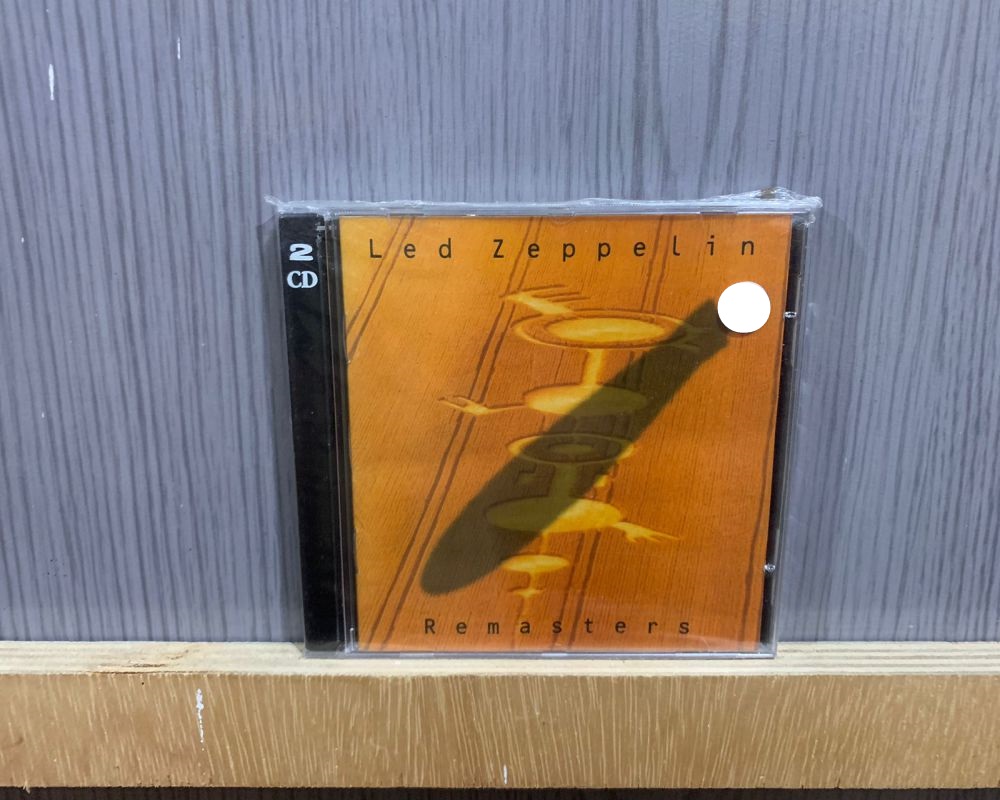 2
CD
Led Zeppelin
Remasters